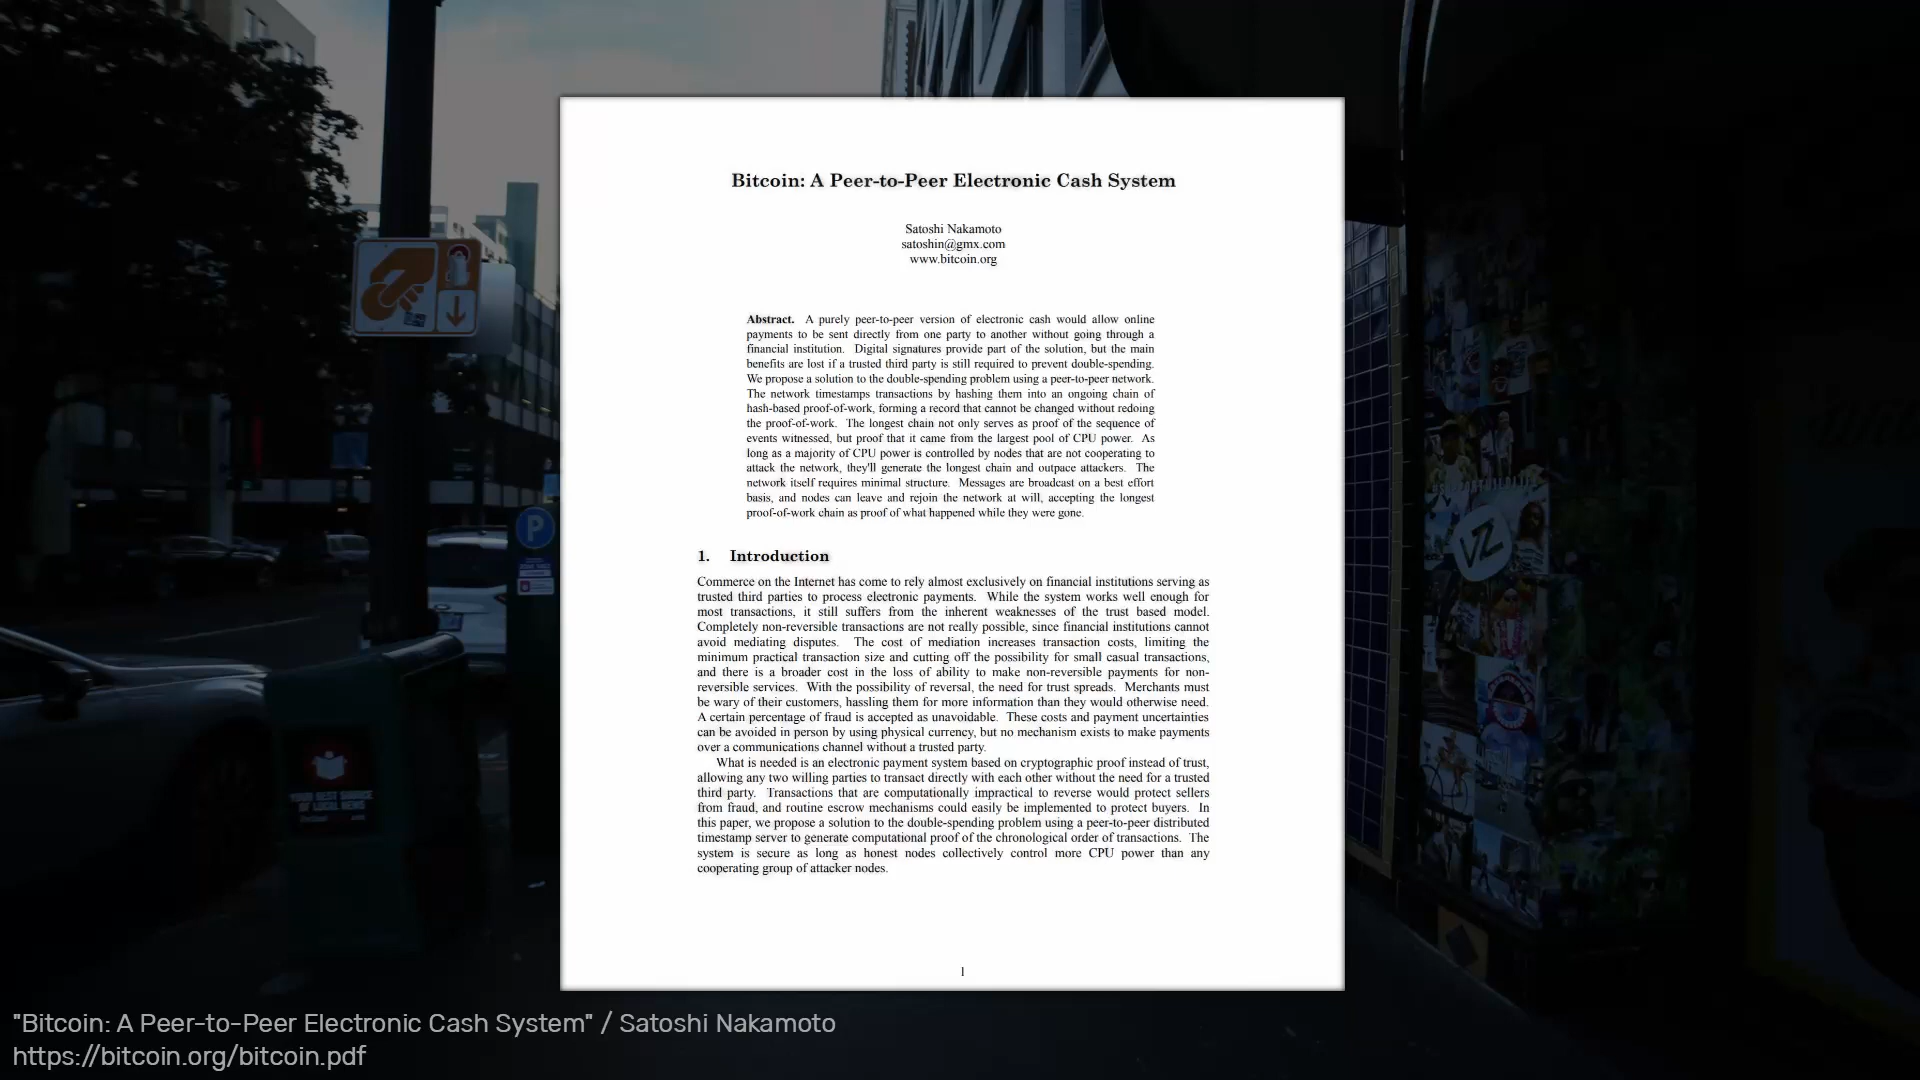 Bitcoin: A Peer-to-Peer Electronic Cash System
Satoshi Nakamoto
satoshin@gmx.com
www.bitcoin.org
Abstract. A purely peer-to-peer version of electronic cash would allow online
payments to be sent directly from one party to another without going through a
financial institution. Digital signatures provide part of the solution, but the main
benefits are lost if a trusted third party is still required to prevent double-spending.
We propose a solution to the double-spending problem using a peer-to-peer network.
The network timestamps transactions by hashing them into an ongoing chain of
hash-based proof-of-work, forming a record that cannot be changed without redoing
the proof-of-work. The longest chain not only serves as proof of the sequence of
events witnessed, but proof that it came from the largest pool of CPU power. As
long as a majority of CPU power is controlled by nodes that are not cooperating to
attack the network, they'll generate the longest chain and outpace attackers. The
network itself requires minimal structure. Messages are broadcast on a best effort
basis, and nodes can leave and rejoin the network at will, accepting the longest
proof-of-work chain as proof of what happened while they were gone.
1. Introduction
Commerce on the Internet has come to rely almost exclusively on financial institutions serving as
trusted third parties to process electronic payments. While the system works well enough for
most transactions, it still suffers from the inherent weaknesses of the trust based model.
Completely non-reversible transactions are not really possible, since financial institutions cannot
avoid mediating disputes. The cost of mediation increases transaction costs, limiting the
minimum practical transaction size and cutting off the possibility for small casual transactions,
and there is a broader cost in the loss of ability to make non-reversible payments for non-
reversible services. With the possibility of reversal, the need for trust spreads. Merchants must
be wary of their customers, hassling them for more information than they would otherwise need.
A certain percentage of fraud is accepted as unavoidable. These costs and payment uncertainties
can be avoided in person by using physical currency, but no mechanism exists to make payments
over a communications channel without a trusted party.
What is needed is an electronic payment system based on cryptographic proof instead of trust,
allowing any two willing parties to transact directly with each other without the need for a trusted
third party. Transactions that are computationally impractical to reverse would protect sellers
from fraud, and routine escrow mechanisms could easily be implemented to protect buyers. In
this paper, we propose a solution to the double-spending problem using a peer-to-peer distributed
timestamp server to generate computational proof of the chronological order of transactions. The
system is secure as long as honest nodes collectively control more CPU power than any
cooperating group of attacker nodes.
1
P
YOUR BEST SOURCE
OF LOCAL NEWS
VZ
"Bitcoin: A Peer-to-Peer Electronic Cash System" / Satoshi Nakamoto
https://bitcoin.org/bitcoin.pdf